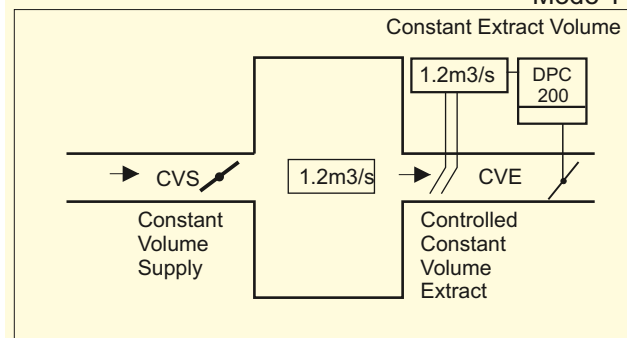 Mode 1
Constant Extract Volume
1.2m3/s
DPC
200
CVS
1.2m3/s
CVE
Constant
Volume
Supply
Controlled
Constant
Volume
Extract